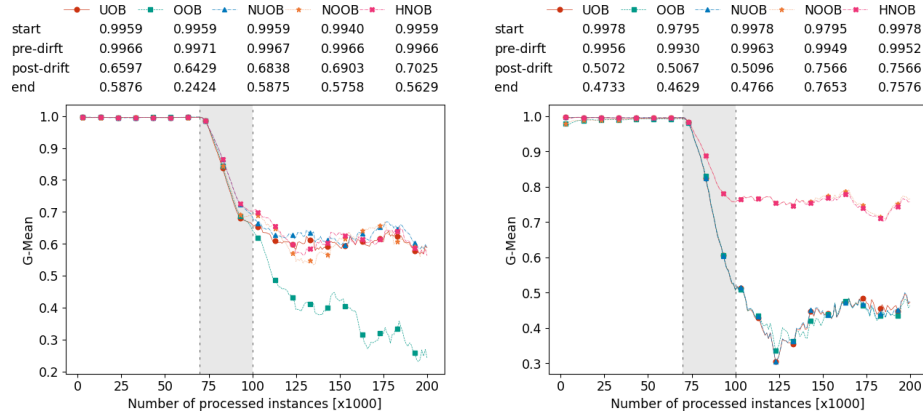 UOB OOB NUOB NOOB HNOB
start 0.9959 0.9959 0.9959 0.9940 0.9959
pre-dirft 0.9966 0.9971 0.9967 0.9966 0.9966
post-drift 0.6597 0.6429 0.6838 0.6903 0.7025
end 0.5876 0.2424 0.5875 0.5758 0.5629
1.0
0.9
0.8
0.7
0.6
0.5
0.4
0.3
0.2
G-Mean
0 25 50 75 100 125 150 175 200
Number of processed instances [x1000]
UOB OOB NUOB NOOB HNOB
start 0.9978 0.9795 0.9978 0.9795 0.9978
pre-dirft 0.9956 0.9930 0.9963 0.9949 0.9952
post-drift 0.5072 0.5067 0.5096 0.7566 0.7566
end 0.4733 0.4629 0.4766 0.7653 0.7576
1.0
0.9
0.8
0.7
0.6
0.5
0.4
0.3
G-Mean
0 25 50 75 100 125 150 175 200
Number of processed instances [x1000]